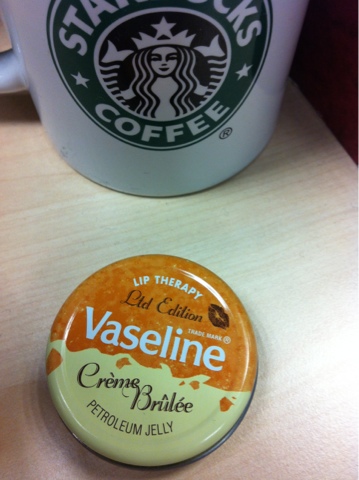 STARBUCKS
COFFEE
®
LIP THERAPY
Ltd Edition
Vaseline
TRADE MARK ®
Crème
Brûlée
PETROLEUM JELLY